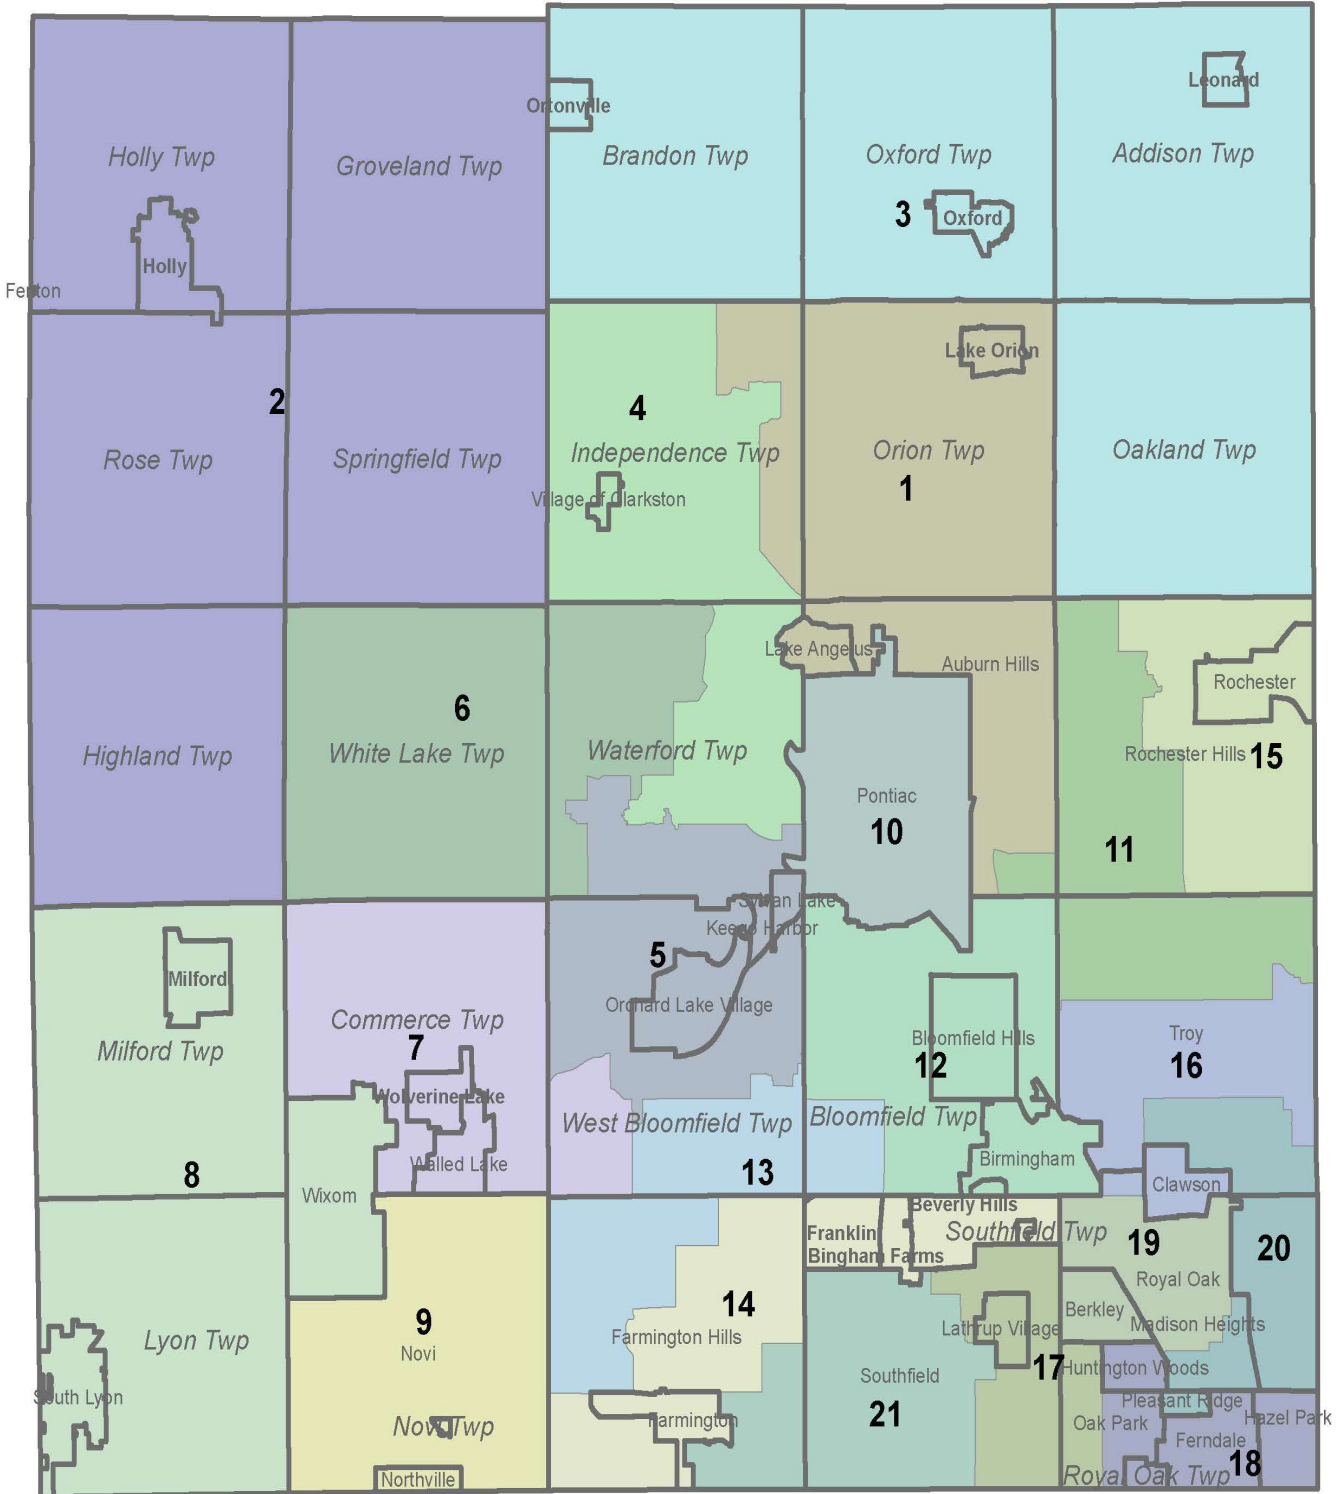 Leonard
Ortonville
Holly Twp
Groveland Twp
Brandon Twp
Oxford Twp
Addison Twp
3
Oxford
Holly
Fenton
Lake Orion
2
4
Rose Twp
Springfield Twp
Independence Twp
Orion Twp
Oakland Twp
1
Village of Clarkston
Lake Angelus
Auburn Hills
Rochester
6
Highland Twp
White Lake Twp
Waterford Twp
Rochester Hills
15
Pontiac
10
11
Sylvan Lake
Keego Harbor
5
Milford
Orchard Lake Village
Commerce Twp
7
Milford Twp
Troy
16
Bloomfield Hills
12
Wolverine Lake
West Bloomfield Twp
Bloomfield Twp
Walled Lake
13
8
Birmingham
Clawson
Wixom
Beverly Hills
Franklin
Southfield Twp
Bingham Farms
19
20
Royal Oak
14
Berkley
Madison Heights
9
Novi
Lyon Twp
Farmington Hills
Lathrup Village
17
Huntington Woods
Southfield
21
South Lyon
Novi Twp
Farmington
Pleasant Ridge
Oak Park
Hazel Park
Ferndale
18
Royal Oak Twp
Northville